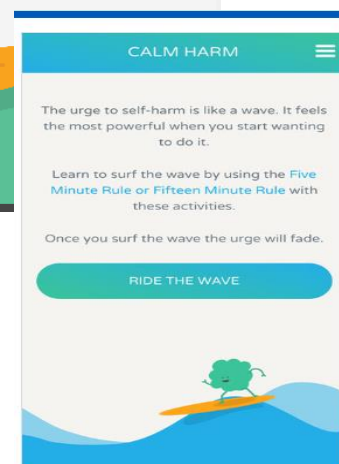 CALM HARM
The urge to self-harm is like a wave. It feels
the most powerful when you start wanting
to do it.
Learn to surf the wave by using the Five
Minute Rule or Fifteen Minute Rule with
these activities.
Once you surf the wave the urge will fade.
RIDE THE WAVE